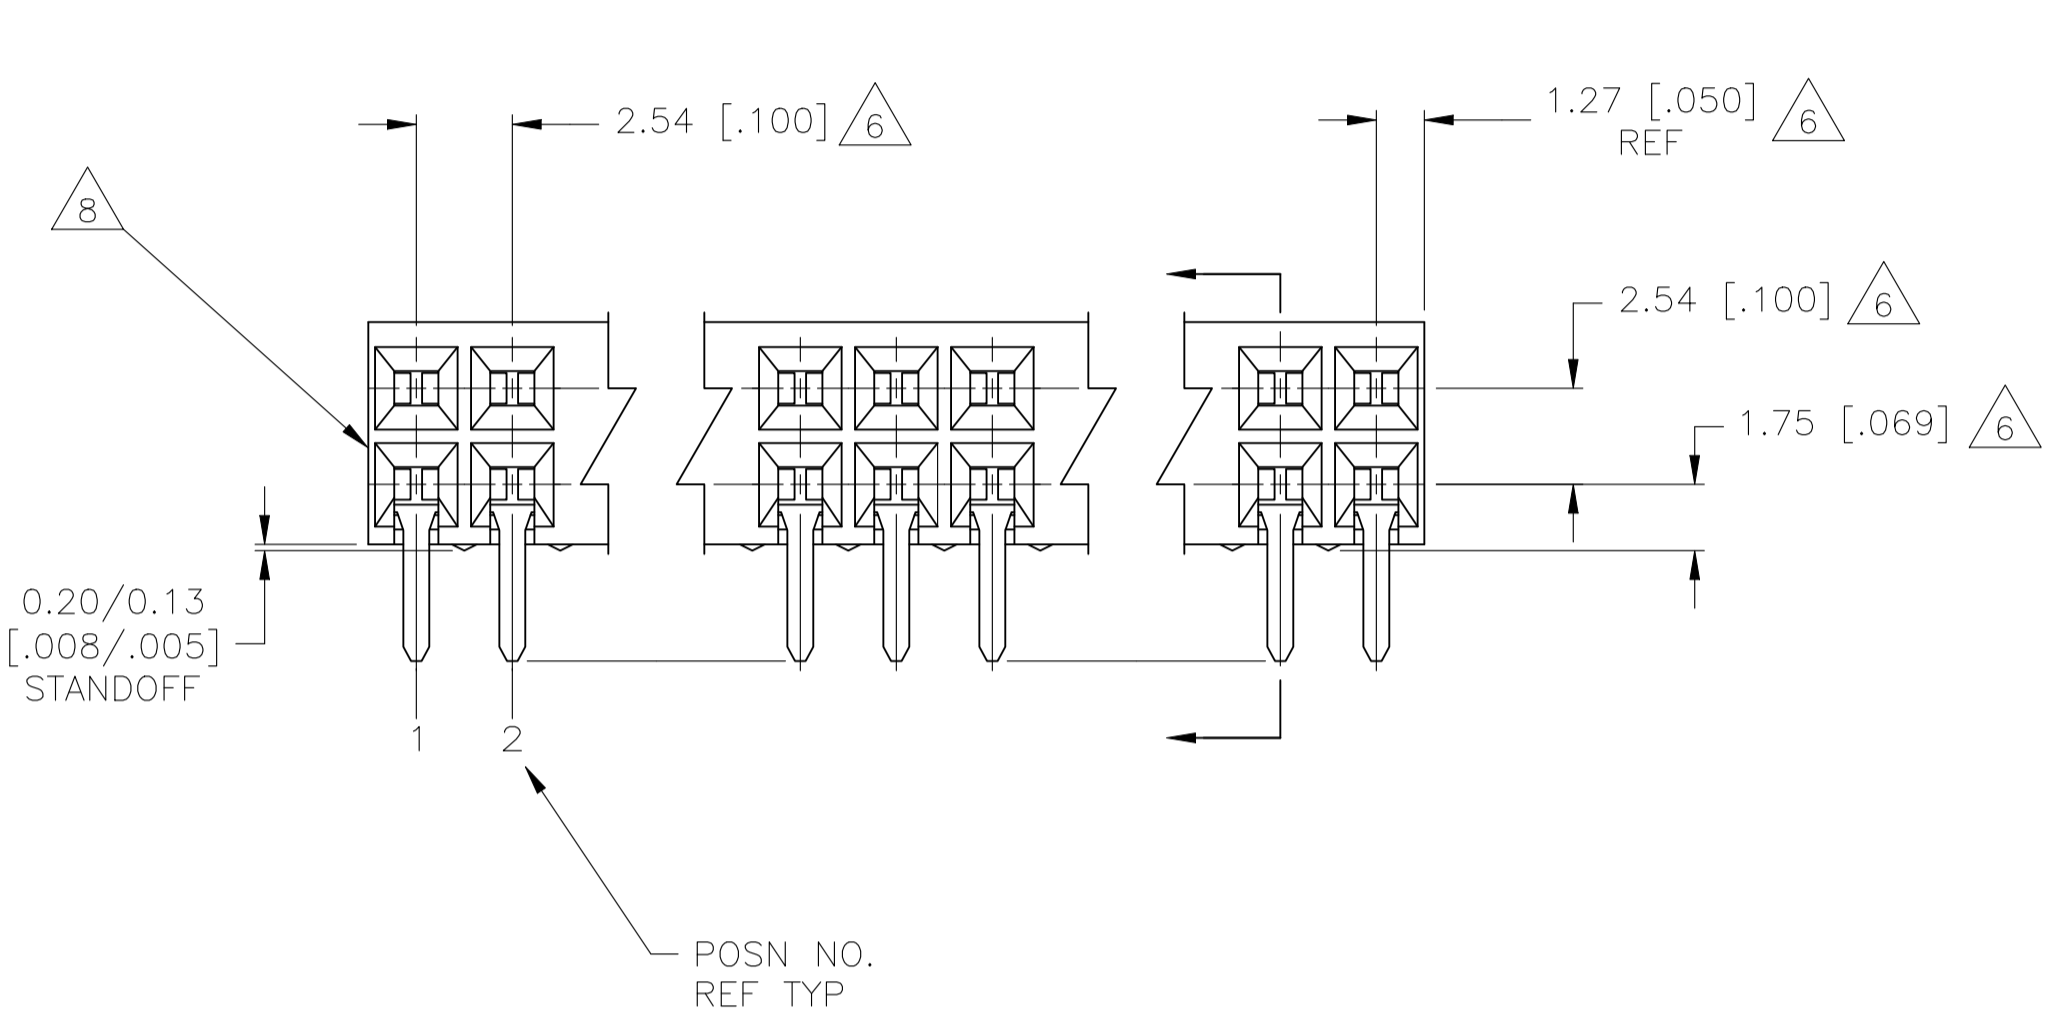 2.54 [.100] 6
1.27 [.050] 6
REF
8
2.54 [.100] 6
1.75 [.069] 6
0.20/0.13
[.008/.005]
STANDOFF
1 2
POSN NO.
REF TYP